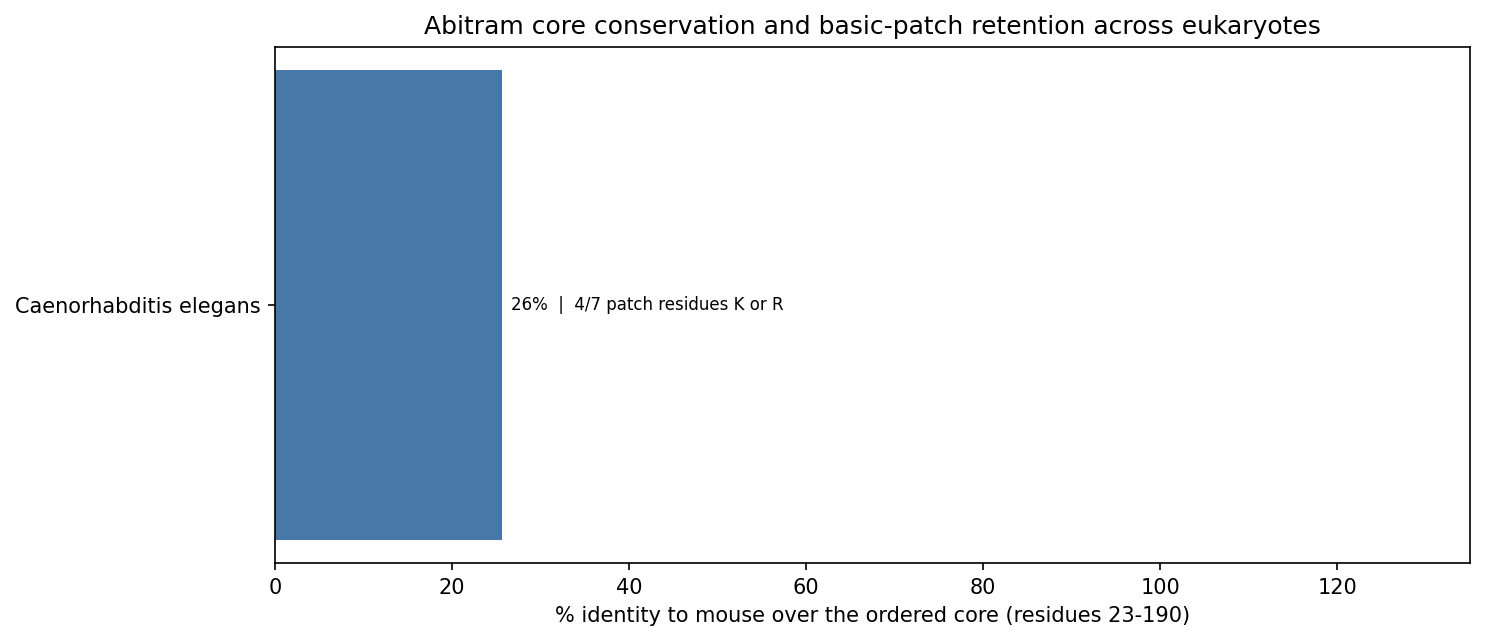 Abitram core conservation and basic-patch retention across eukaryotes
Caenorhabditis elegans
26% | 4/7 patch residues K or R
0 20 40 60 80 100 120
% identity to mouse over the ordered core (residues 23-190)